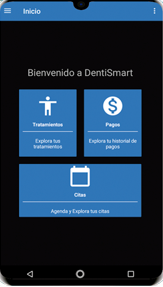 Inicio
Bienvenido a DentiSmart
Tratamientos
Explora tus
tratamientos
Pagos
Explora tu historial de
pagos
Citas
Agenda y Explora tus citas